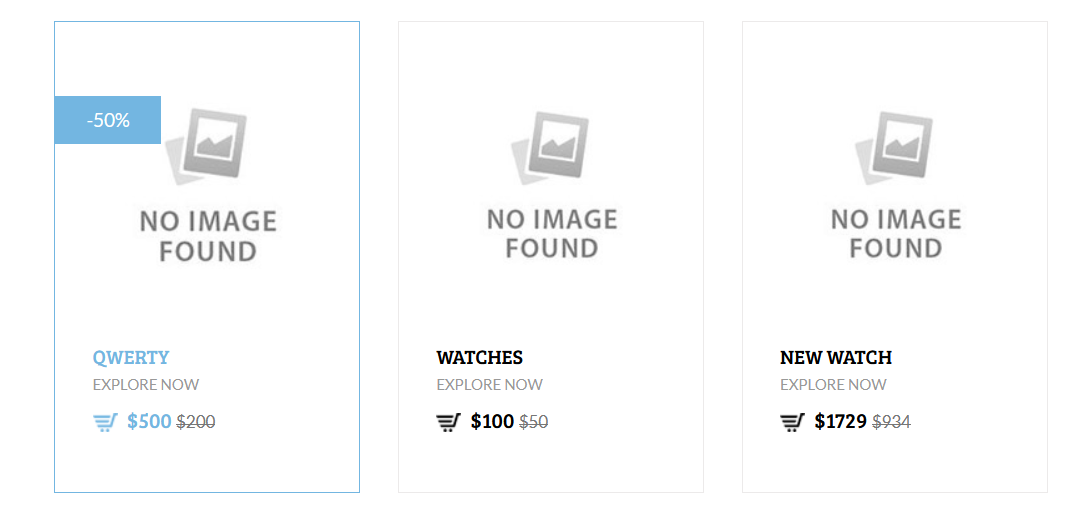 -50%
NO IMAGE
FOUND
QWERTY
EXPLORE NOW
$500 $200
NO IMAGE
FOUND
WATCHES
EXPLORE NOW
$100 $50
NO IMAGE
FOUND
NEW WATCH
EXPLORE NOW
$1729 $934